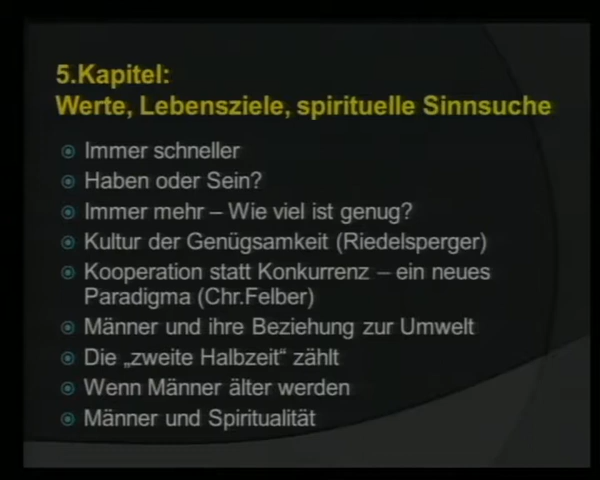 5.Kapitel:
Werte, Lebensziele, spirituelle Sinnsuche
Immer schneller
Haben oder Sein?
Immer mehr – Wie viel ist genug?
Kultur der Genügsamkeit (Riedelsperger)
Kooperation statt Konkurrenz – ein neues
Paradigma (Chr.Felber)
Männer und ihre Beziehung zur Umwelt
Die „zweite Halbzeit“ zählt
Wenn Männer älter werden
Männer und Spiritualität